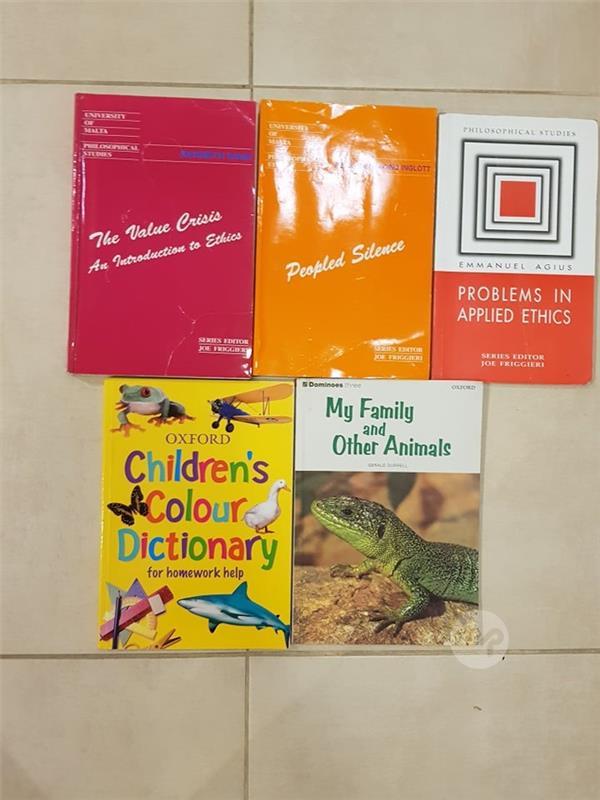 UNIVERSITY
OF
MALTA
PHILOSOPHICAL
STUDIES
The Value Crisis
An Introduction to Ethics
SERIES EDITOR
JOE FRIGGIERI
UNIVERSITY
OF
MALTA
INGLOTT
Peopled Silence
SERIES EDITOR
JOE FRIGGIERI
PHILOSOPHICAL STUDIES
EMMANUEL AGIUS
PROBLEMS IN
APPLIED ETHICS
SERIES EDITOR
JOE FRIGGIERI
OXFORD
Children's
Colour
Dictionary
for homework help
Dominoes three
OXFORD
My Family
and
Other Animals
GERALD DURRELL